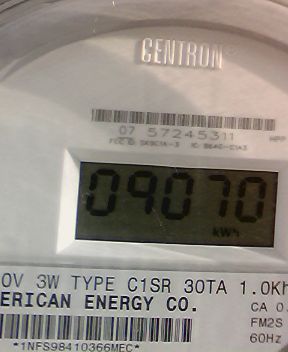 CENTRON®
07 57245311
09070
kWh
0V 3W TYPE C1SR 30TA 1.0Kh
ERICAN ENERGY CO.
CA 0.
FM2S
*1NFS98410366MEC*
60Hz